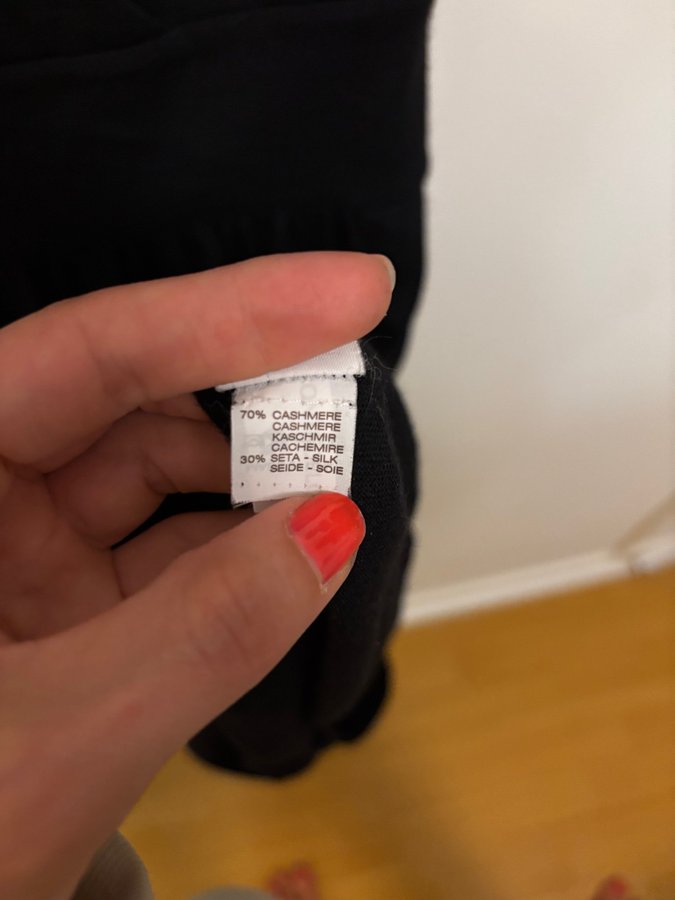 70% CASHMERE
CASHMERE
KASCHMIR
CACHEMIRE
30% SETA - SILK
SEIDE - SOIE